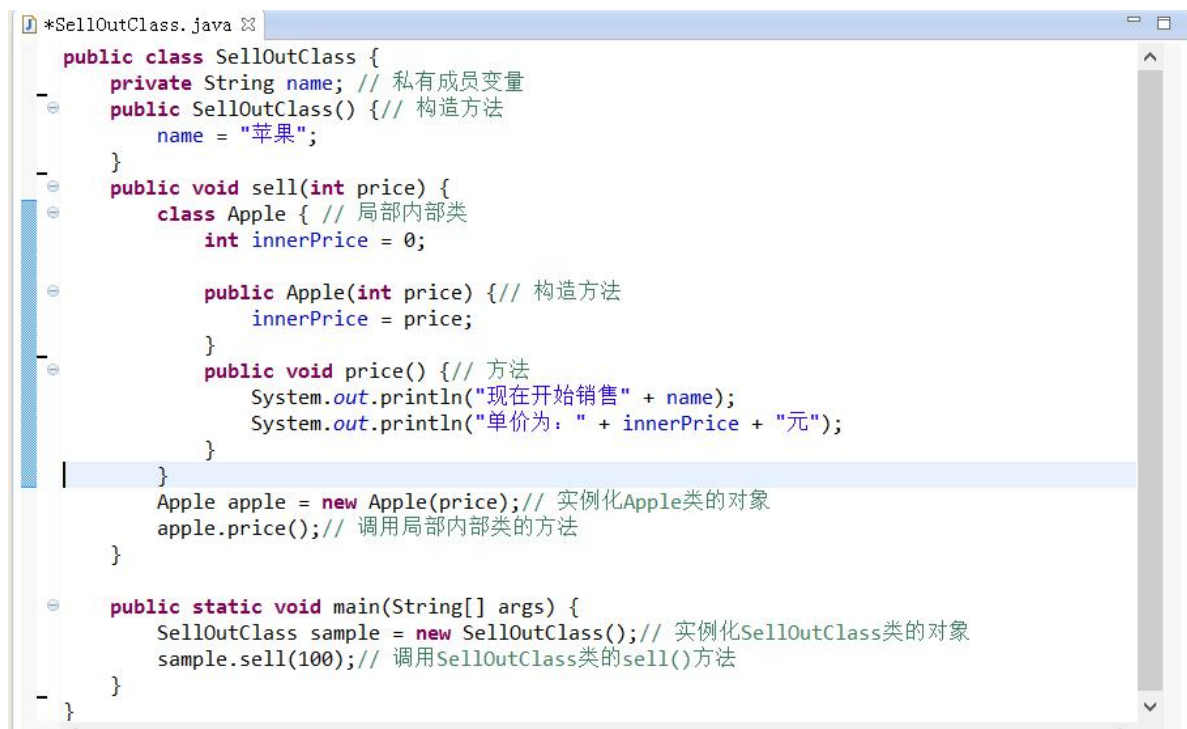 *SellOutClass.java
public class SellOutClass {
    private String name; // 私有成员变量
    public SellOutClass() {// 构造方法
        name = "苹果";
    }
    public void sell(int price) {
        class Apple { // 局部内部类
            int innerPrice = 0;
            public Apple(int price) {// 构造方法
                innerPrice = price;
            }
            public void price() {// 方法
                System.out.println("现在开始销售" + name);
                System.out.println("单价为：" + innerPrice + "元");
            }
        }
        Apple apple = new Apple(price);// 实例化Apple类的对象
        apple.price();// 调用局部内部类的方法
    }
    public static void main(String[] args) {
        SellOutClass sample = new SellOutClass();// 实例化SellOutClass类的对象
        sample.sell(100);// 调用SellOutClass类的sell()方法
    }
}